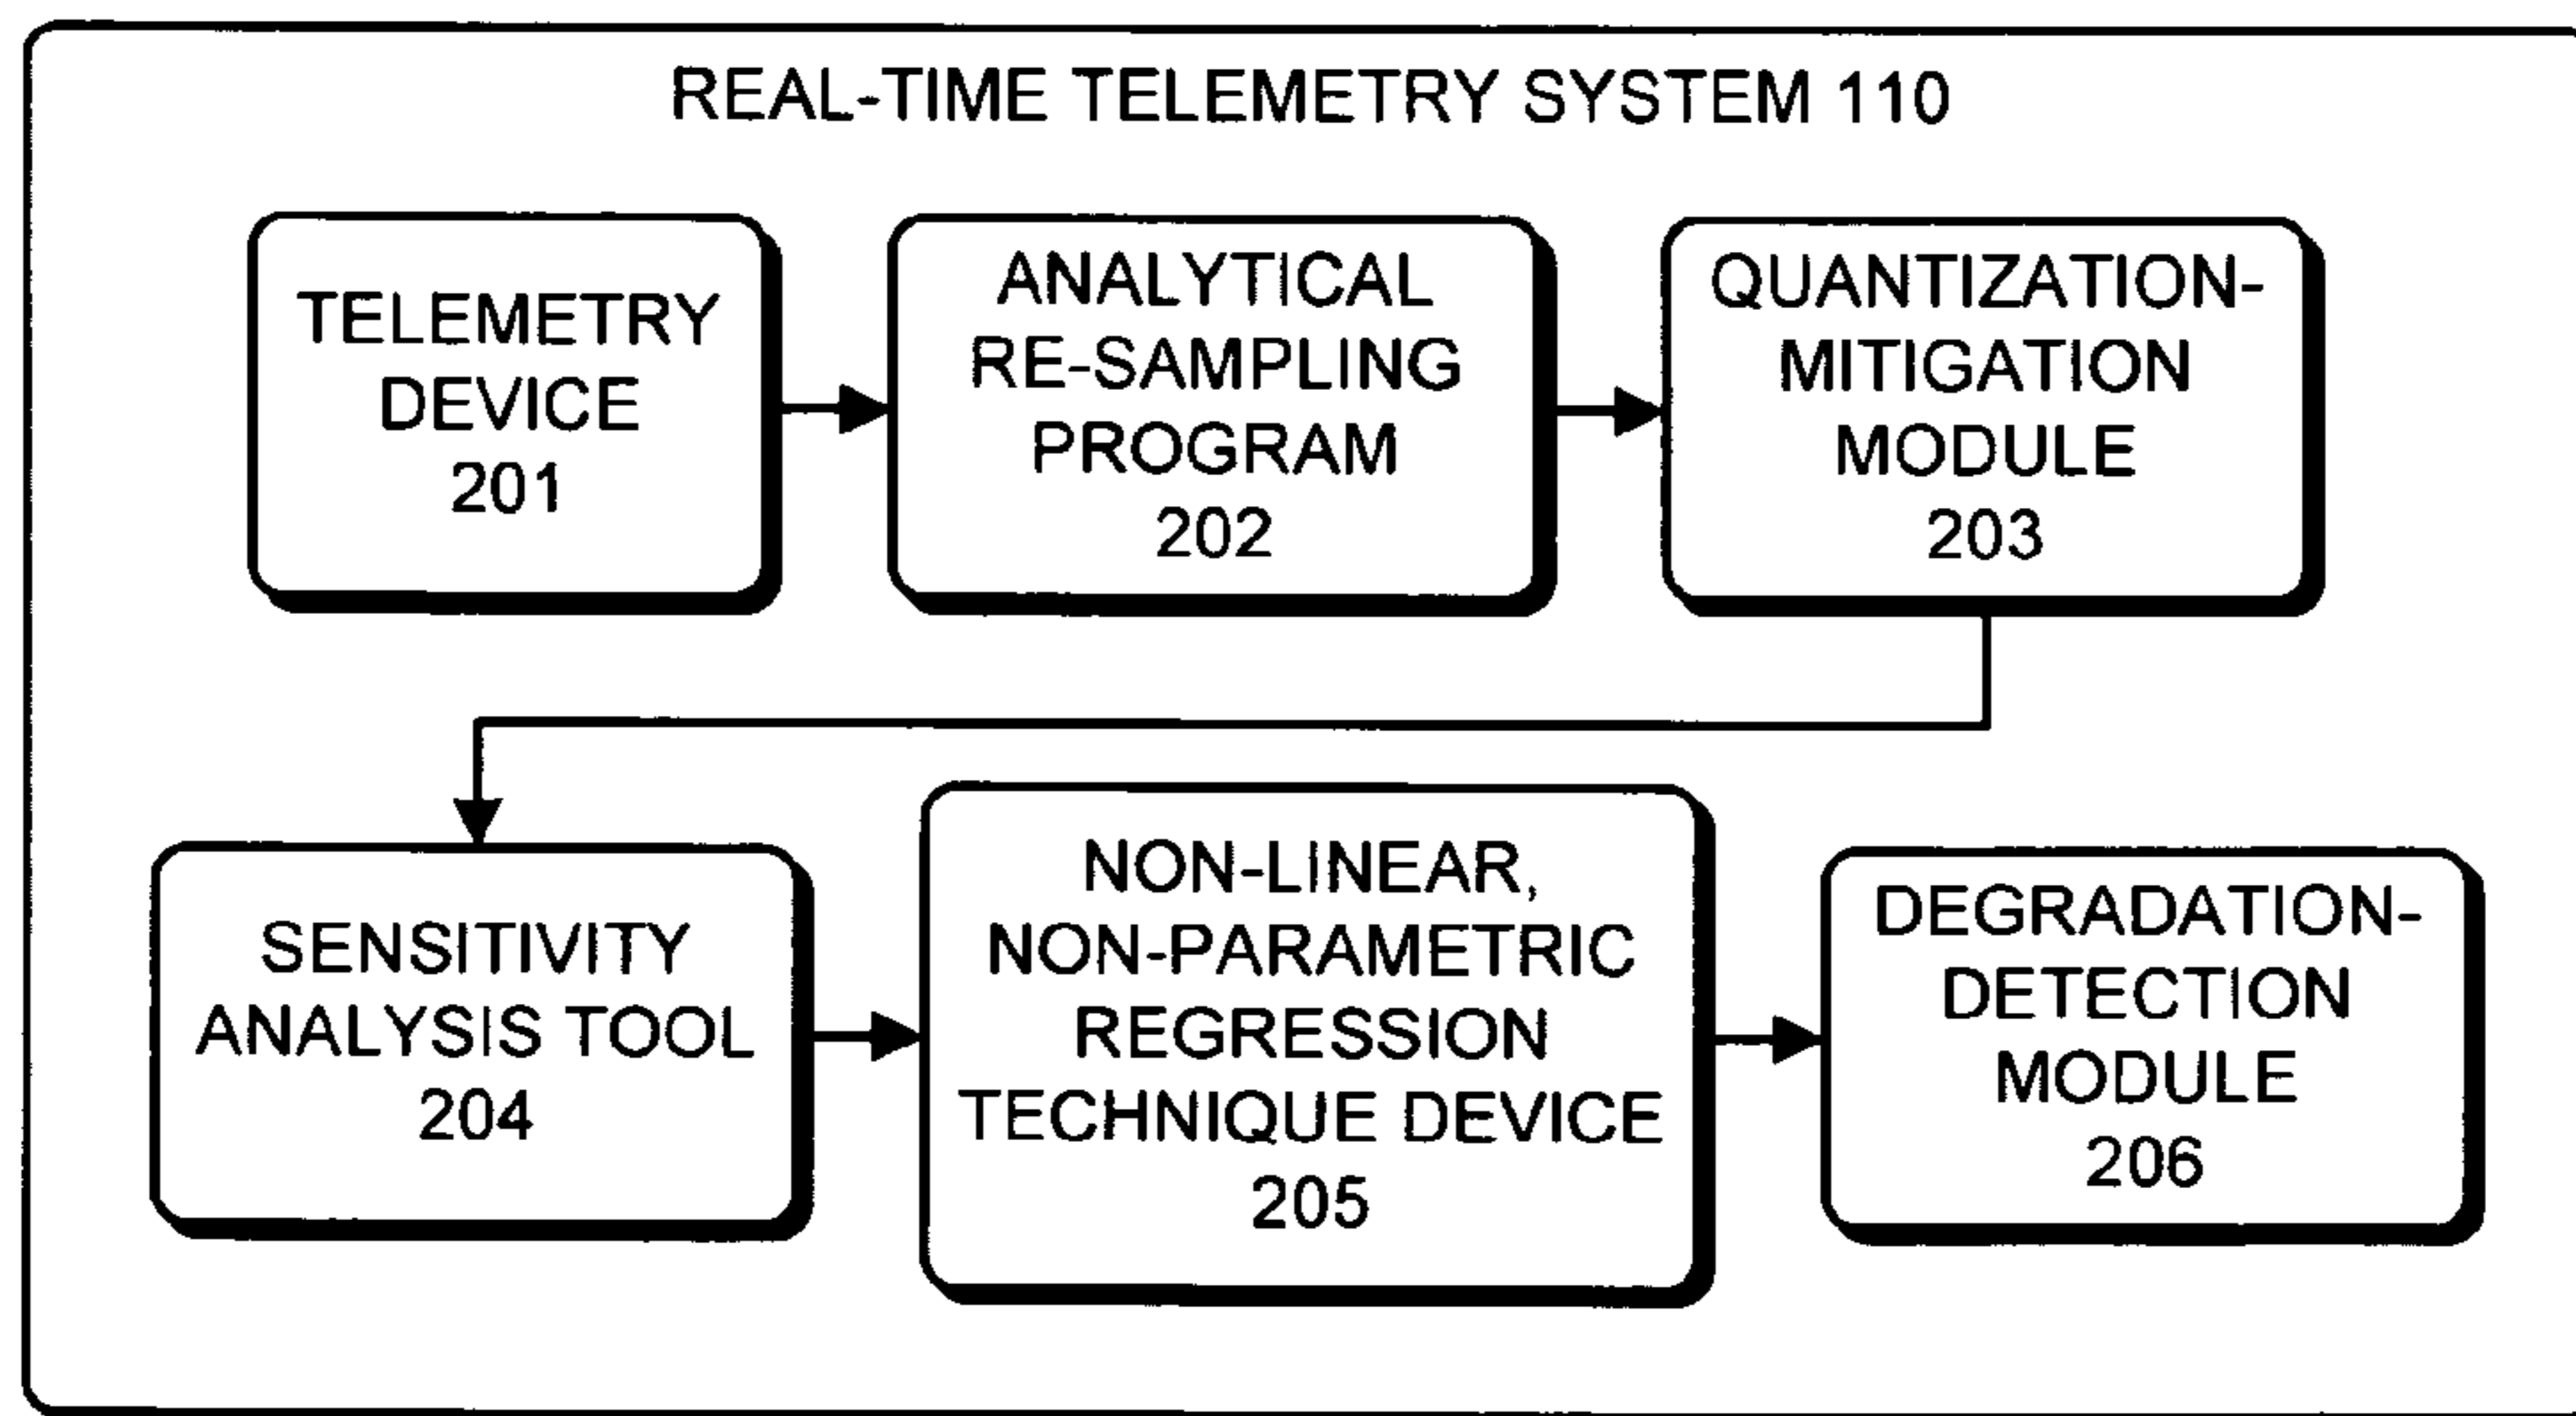 REAL-TIME TELEMETRY SYSTEM 110
TELEMETRY
DEVICE
201
ANALYTICAL
RE-SAMPLING
PROGRAM
202
QUANTIZATION-
MITIGATION
MODULE
203
SENSITIVITY
ANALYSIS TOOL
204
NON-LINEAR,
NON-PARAMETRIC
REGRESSION
TECHNIQUE DEVICE
205
DEGRADATION-
DETECTION
MODULE
206